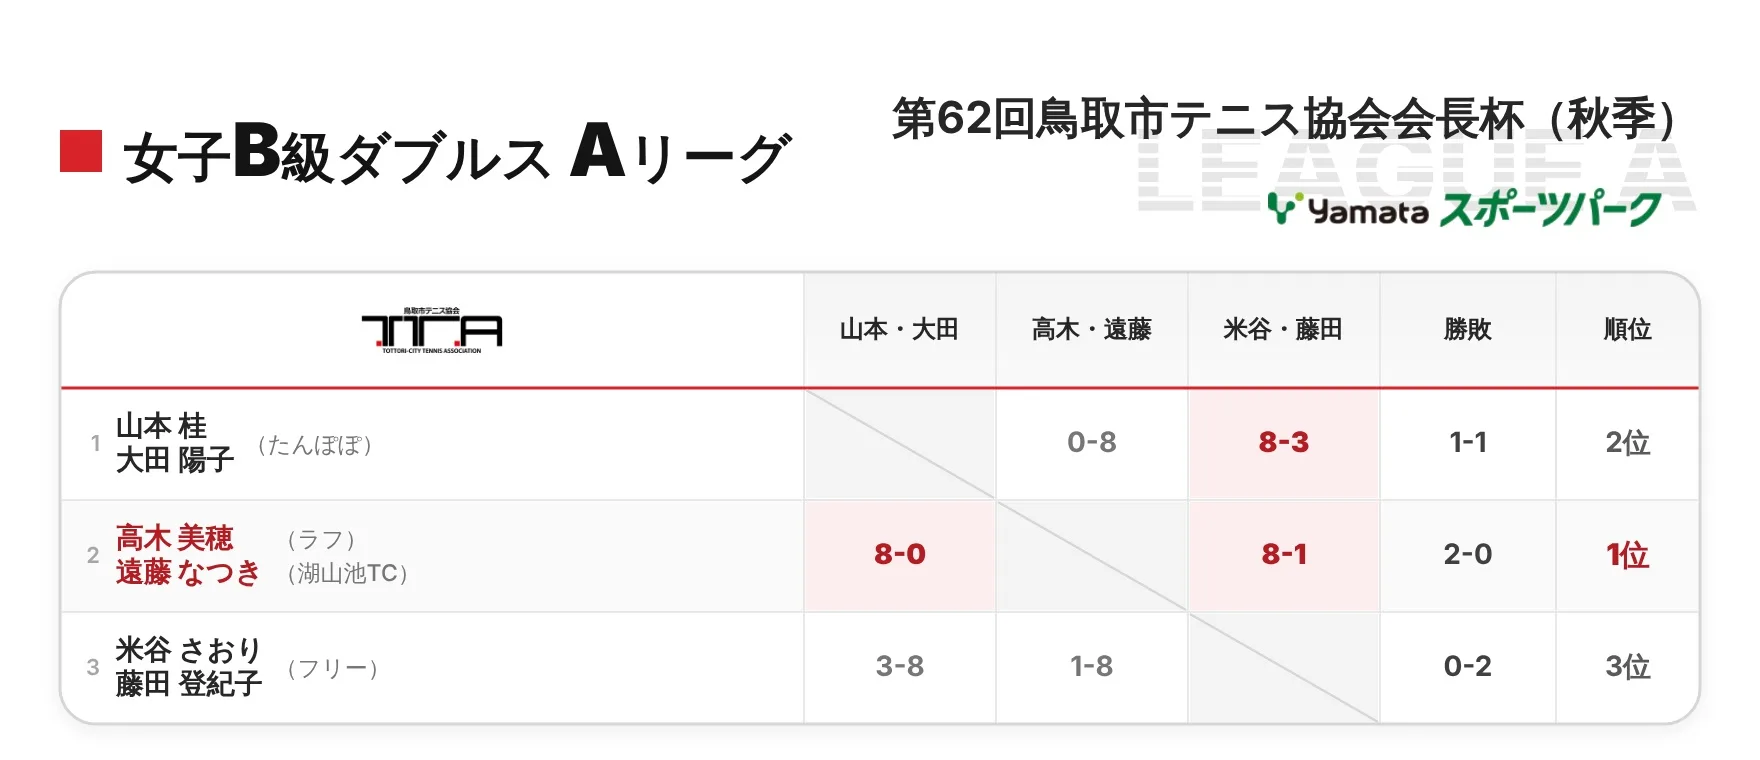 女子B級ダブルス Aリーグ
第62回鳥取市テニス協会会長杯（秋季）
LEAGUE A
Yamata スポーツパーク
鳥取市テニス協会
TTA
TOTTORI-CITY TENNIS ASSOCIATION
山本・大田 高木・遠藤 米谷・藤田 勝敗 順位
1 山本 桂
大田 陽子 （たんぽぽ） 0-8 8-3 1-1 2位
2 高木 美穂 （ラフ）
遠藤 なつき （湖山池TC） 8-0 8-1 2-0 1位
3 米谷 さおり
藤田 登紀子 （フリー） 3-8 1-8 0-2 3位